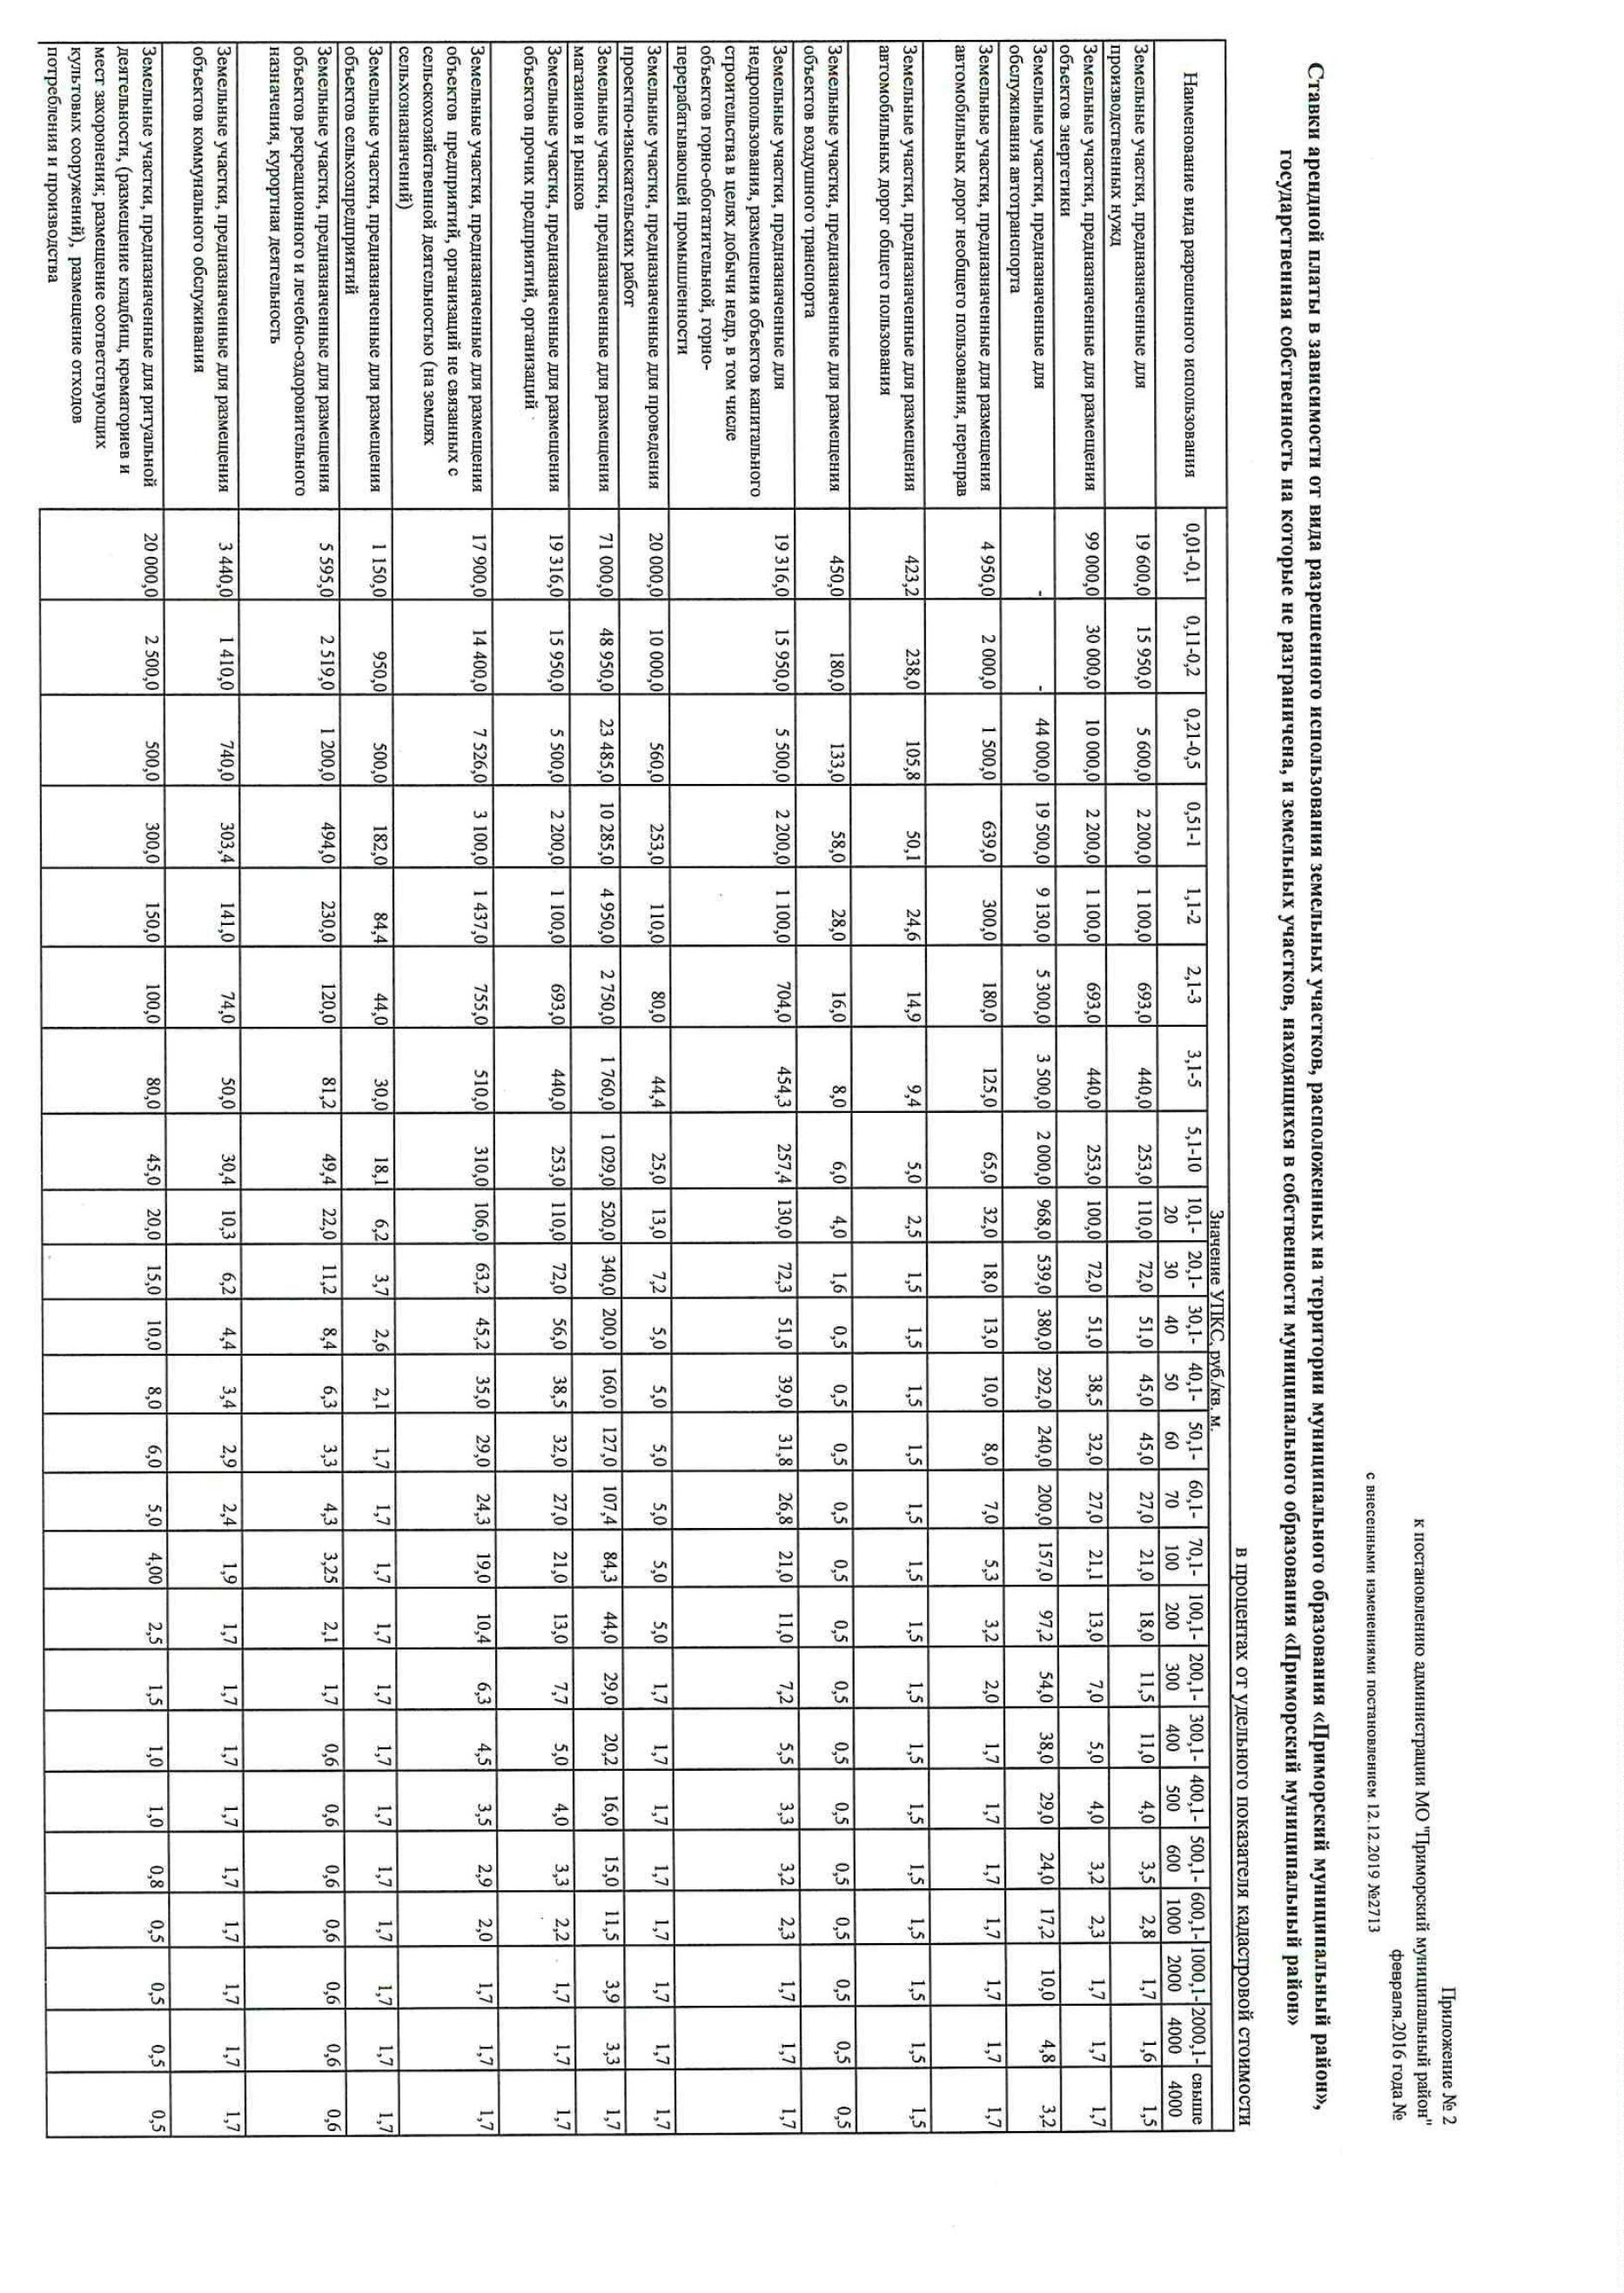 Приложение № 2
к постановлению администрации МО "Приморский муниципальный район"
февраля.2016 года №
с внесенными изменениями постановлением 12.12.2019 №2713
Ставки арендной платы в зависимости от вида разрешенного использования земельных участков, расположенных на территории муниципального образования «Приморский муниципальный район»,
государственная собственность на которые не разграничена, и земельных участков, находящихся в собственности муниципального образования «Приморский муниципальный район»
в процентах от удельного показателя кадастровой стоимости
Значение УПКС, руб./кв. м.
Наименование вида разрешенного использования 0,01-0,1 0,11-0,2 0,21-0,5 0,51-1 1,1-2 2,1-3 3,1-5 5,1-10 10,1-20 20,1-30 30,1-40 40,1-50 50,1-60 60,1-70 70,1-100 100,1-200 200,1-300 300,1-400 400,1-500 500,1-600 600,1-1000 1000,1-2000 2000,1-4000 свыше 4000
Земельные участки, предназначенные для
производственных нужд 19 600,0 15 950,0 5 600,0 2 200,0 1 100,0 693,0 440,0 253,0 110,0 72,0 51,0 45,0 45,0 27,0 21,0 18,0 11,5 11,0 4,0 3,5 2,8 1,7 1,6 1,5
Земельные участки, предназначенные для размещения
объектов энергетики 99 000,0 30 000,0 10 000,0 2 200,0 1 100,0 693,0 440,0 253,0 100,0 72,0 51,0 38,5 32,0 27,0 21,1 13,0 7,0 5,0 4,0 3,2 2,3 1,7 1,7 1,7
Земельные участки, предназначенные для
обслуживания автотранспорта - - 44 000,0 19 500,0 9 130,0 5 300,0 3 500,0 2 000,0 968,0 539,0 380,0 292,0 240,0 200,0 157,0 97,2 54,0 38,0 29,0 24,0 17,2 10,0 4,8 3,2
Земельные участки, предназначенные для размещения
автомобильных дорог необщего пользования, переправ 4 950,0 2 000,0 1 500,0 639,0 300,0 180,0 125,0 65,0 32,0 18,0 13,0 10,0 8,0 7,0 5,3 3,2 2,0 1,7 1,7 1,7 1,7 1,7 1,7 1,7
Земельные участки, предназначенные для размещения
автомобильных дорог общего пользования 423,2 238,0 105,8 50,1 24,6 14,9 9,4 5,0 2,5 1,5 1,5 1,5 1,5 1,5 1,5 1,5 1,5 1,5 1,5 1,5 1,5 1,5 1,5 1,5
Земельные участки, предназначенные для размещения
объектов воздушного транспорта 450,0 180,0 133,0 58,0 28,0 16,0 8,0 6,0 4,0 1,6 0,5 0,5 0,5 0,5 0,5 0,5 0,5 0,5 0,5 0,5 0,5 0,5 0,5 0,5
Земельные участки, предназначенные для
недропользования, размещения объектов капитального
строительства в целях добычи недр, в том числе
объектов горно-обогатительной, горно-
перерабатывающей промышленности 19 316,0 15 950,0 5 500,0 2 200,0 1 100,0 704,0 454,3 257,4 130,0 72,3 51,0 39,0 31,8 26,8 21,0 11,0 7,2 5,5 3,3 3,2 2,3 1,7 1,7 1,7
Земельные участки, предназначенные для проведения
проектно-изыскательских работ 20 000,0 10 000,0 560,0 253,0 110,0 80,0 44,4 25,0 13,0 7,2 5,0 5,0 5,0 5,0 5,0 5,0 1,7 1,7 1,7 1,7 1,7 1,7 1,7 1,7
Земельные участки, предназначенные для размещения
магазинов и рынков 71 000,0 48 950,0 23 485,0 10 285,0 4 950,0 2 750,0 1 760,0 1 029,0 520,0 340,0 200,0 160,0 127,0 107,4 84,3 44,0 29,0 20,2 16,0 15,0 11,5 3,9 3,3 1,7
Земельные участки, предназначенные для размещения
объектов прочих предприятий, организаций 19 316,0 15 950,0 5 500,0 2 200,0 1 100,0 693,0 440,0 253,0 110,0 72,0 56,0 38,5 32,0 27,0 21,0 13,0 7,7 5,0 4,0 3,3 2,2 1,7 1,7 1,7
Земельные участки, предназначенные для размещения
объектов предприятий, организаций не связанных с
сельскохозяйственной деятельностью (на землях
сельхозназначений) 17 900,0 14 400,0 7 526,0 3 100,0 1 437,0 755,0 510,0 310,0 106,0 63,2 45,2 35,0 29,0 24,3 19,0 10,4 6,3 4,5 3,5 2,9 2,0 1,7 1,7 1,7
Земельные участки, предназначенные для размещения
объектов сельхозпредприятий 1 150,0 950,0 500,0 182,0 84,4 44,0 30,0 18,1 6,2 3,7 2,6 2,1 1,7 1,7 1,7 1,7 1,7 1,7 1,7 1,7 1,7 1,7 1,7 1,7
Земельные участки, предназначенные для размещения
объектов рекреационного и лечебно-оздоровительного
назначения, курортная деятельность 5 595,0 2 519,0 1 200,0 494,0 230,0 120,0 81,2 49,4 22,0 11,2 8,4 6,3 3,3 4,3 3,25 2,1 1,7 0,6 0,6 0,6 0,6 0,6 0,6 0,6
Земельные участки, предназначенные для размещения
объектов коммунального обслуживания 3 440,0 1 410,0 740,0 303,4 141,0 74,0 50,0 30,4 10,3 6,2 4,4 3,4 2,9 2,4 1,9 1,7 1,7 1,7 1,7 1,7 1,7 1,7 1,7 1,7
Земельные участки, предназначенные для ритуальной
деятельности, (размещение кладбищ, крематориев и
мест захоронения; размещение соответствующих
культовых сооружений), размещение отходов
потребления и производства 20 000,0 2 500,0 500,0 300,0 150,0 100,0 80,0 45,0 20,0 15,0 10,0 8,0 6,0 5,0 4,00 2,5 1,5 1,0 1,0 0,8 0,5 0,5 0,5 0,5